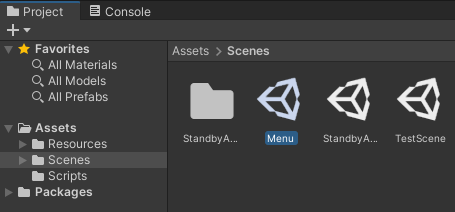 Project
Console
Favorites
All Materials
All Models
All Prefabs
Assets
Resources
Scenes
Scripts
Packages
Assets > Scenes
StandbyA...
Menu
StandbyA...
TestScene